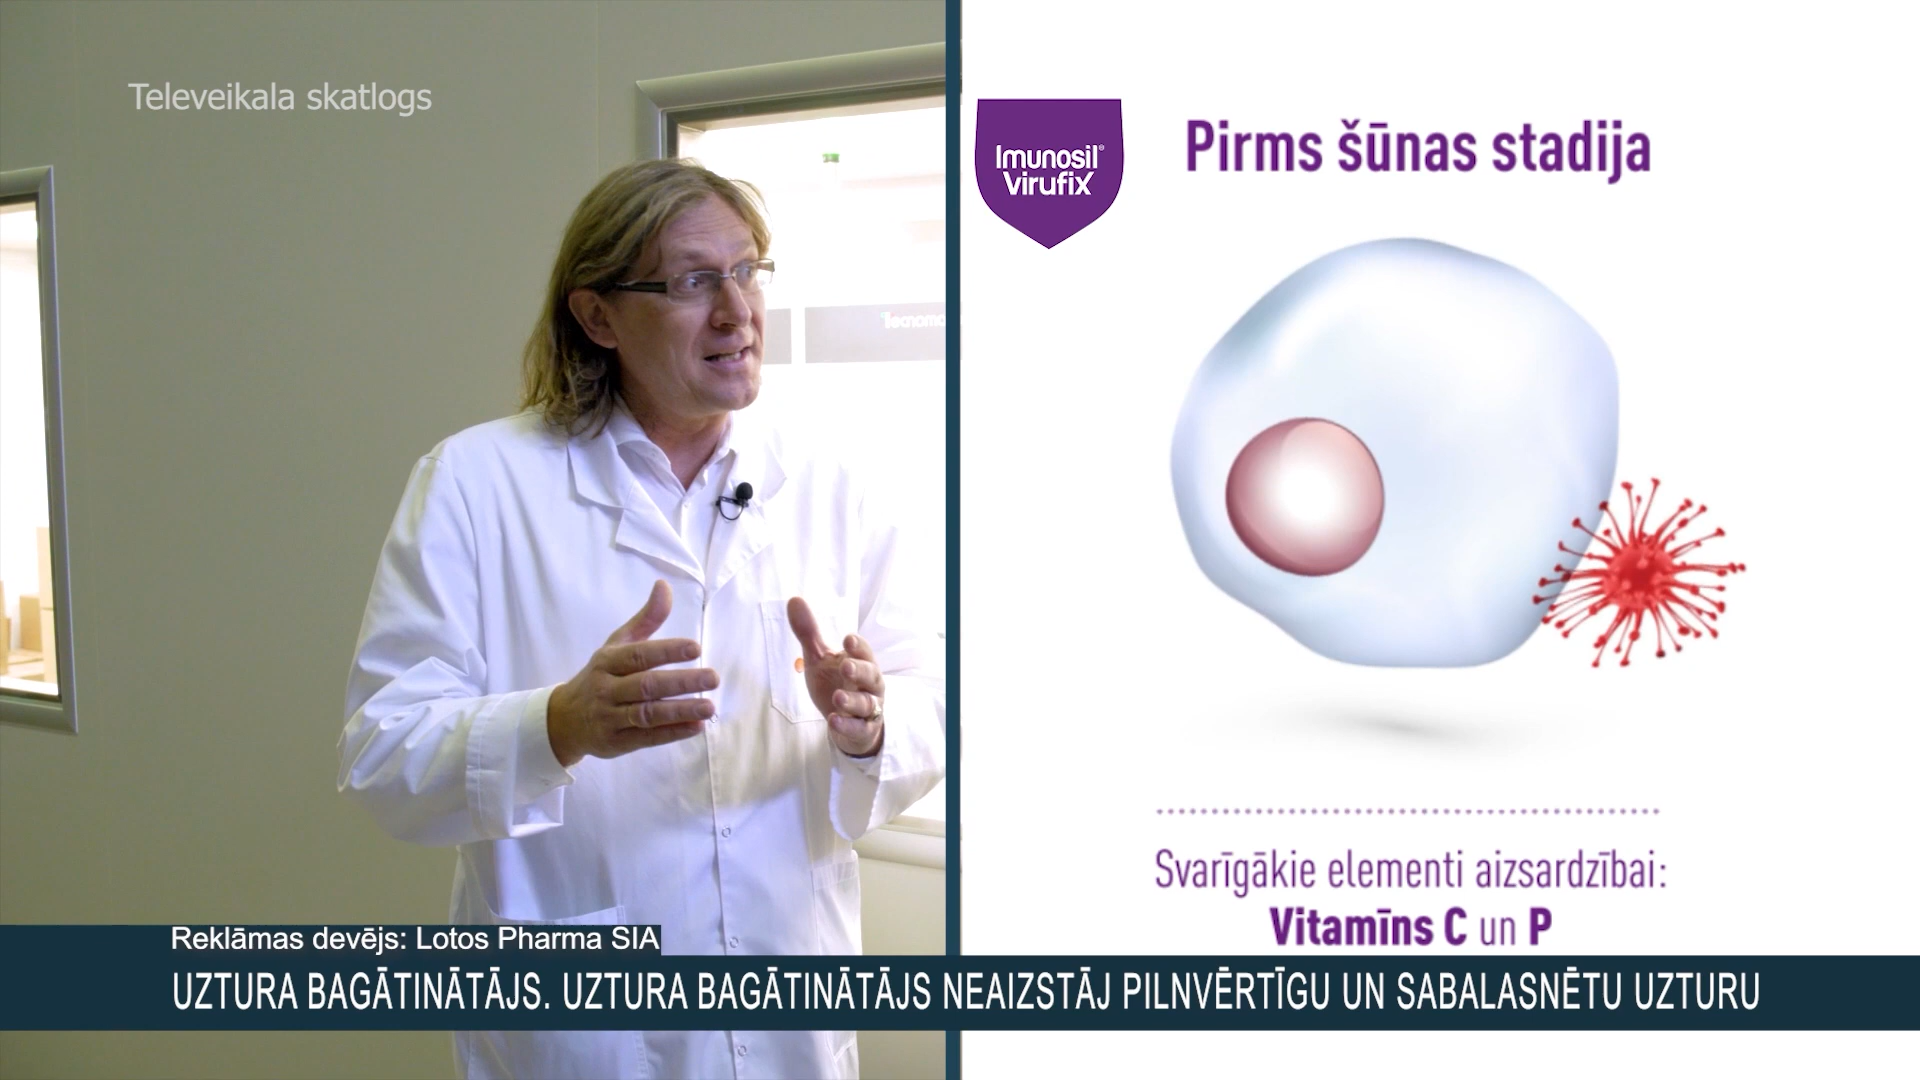 Televeikala skatlogs
Imunosil®
Virufix
Pirms šūnas stadija
Svarīgākie elementi aizsardzībai:
Vitamīns C un P
Reklāmas devējs: Lotos Pharma SIA
UZTURA BAGĀTINĀTĀJS. UZTURA BAGĀTINĀTĀJS NEAIZSTĀJ PILNVĒRTĪGU UN SABALASNĒTU UZTURU